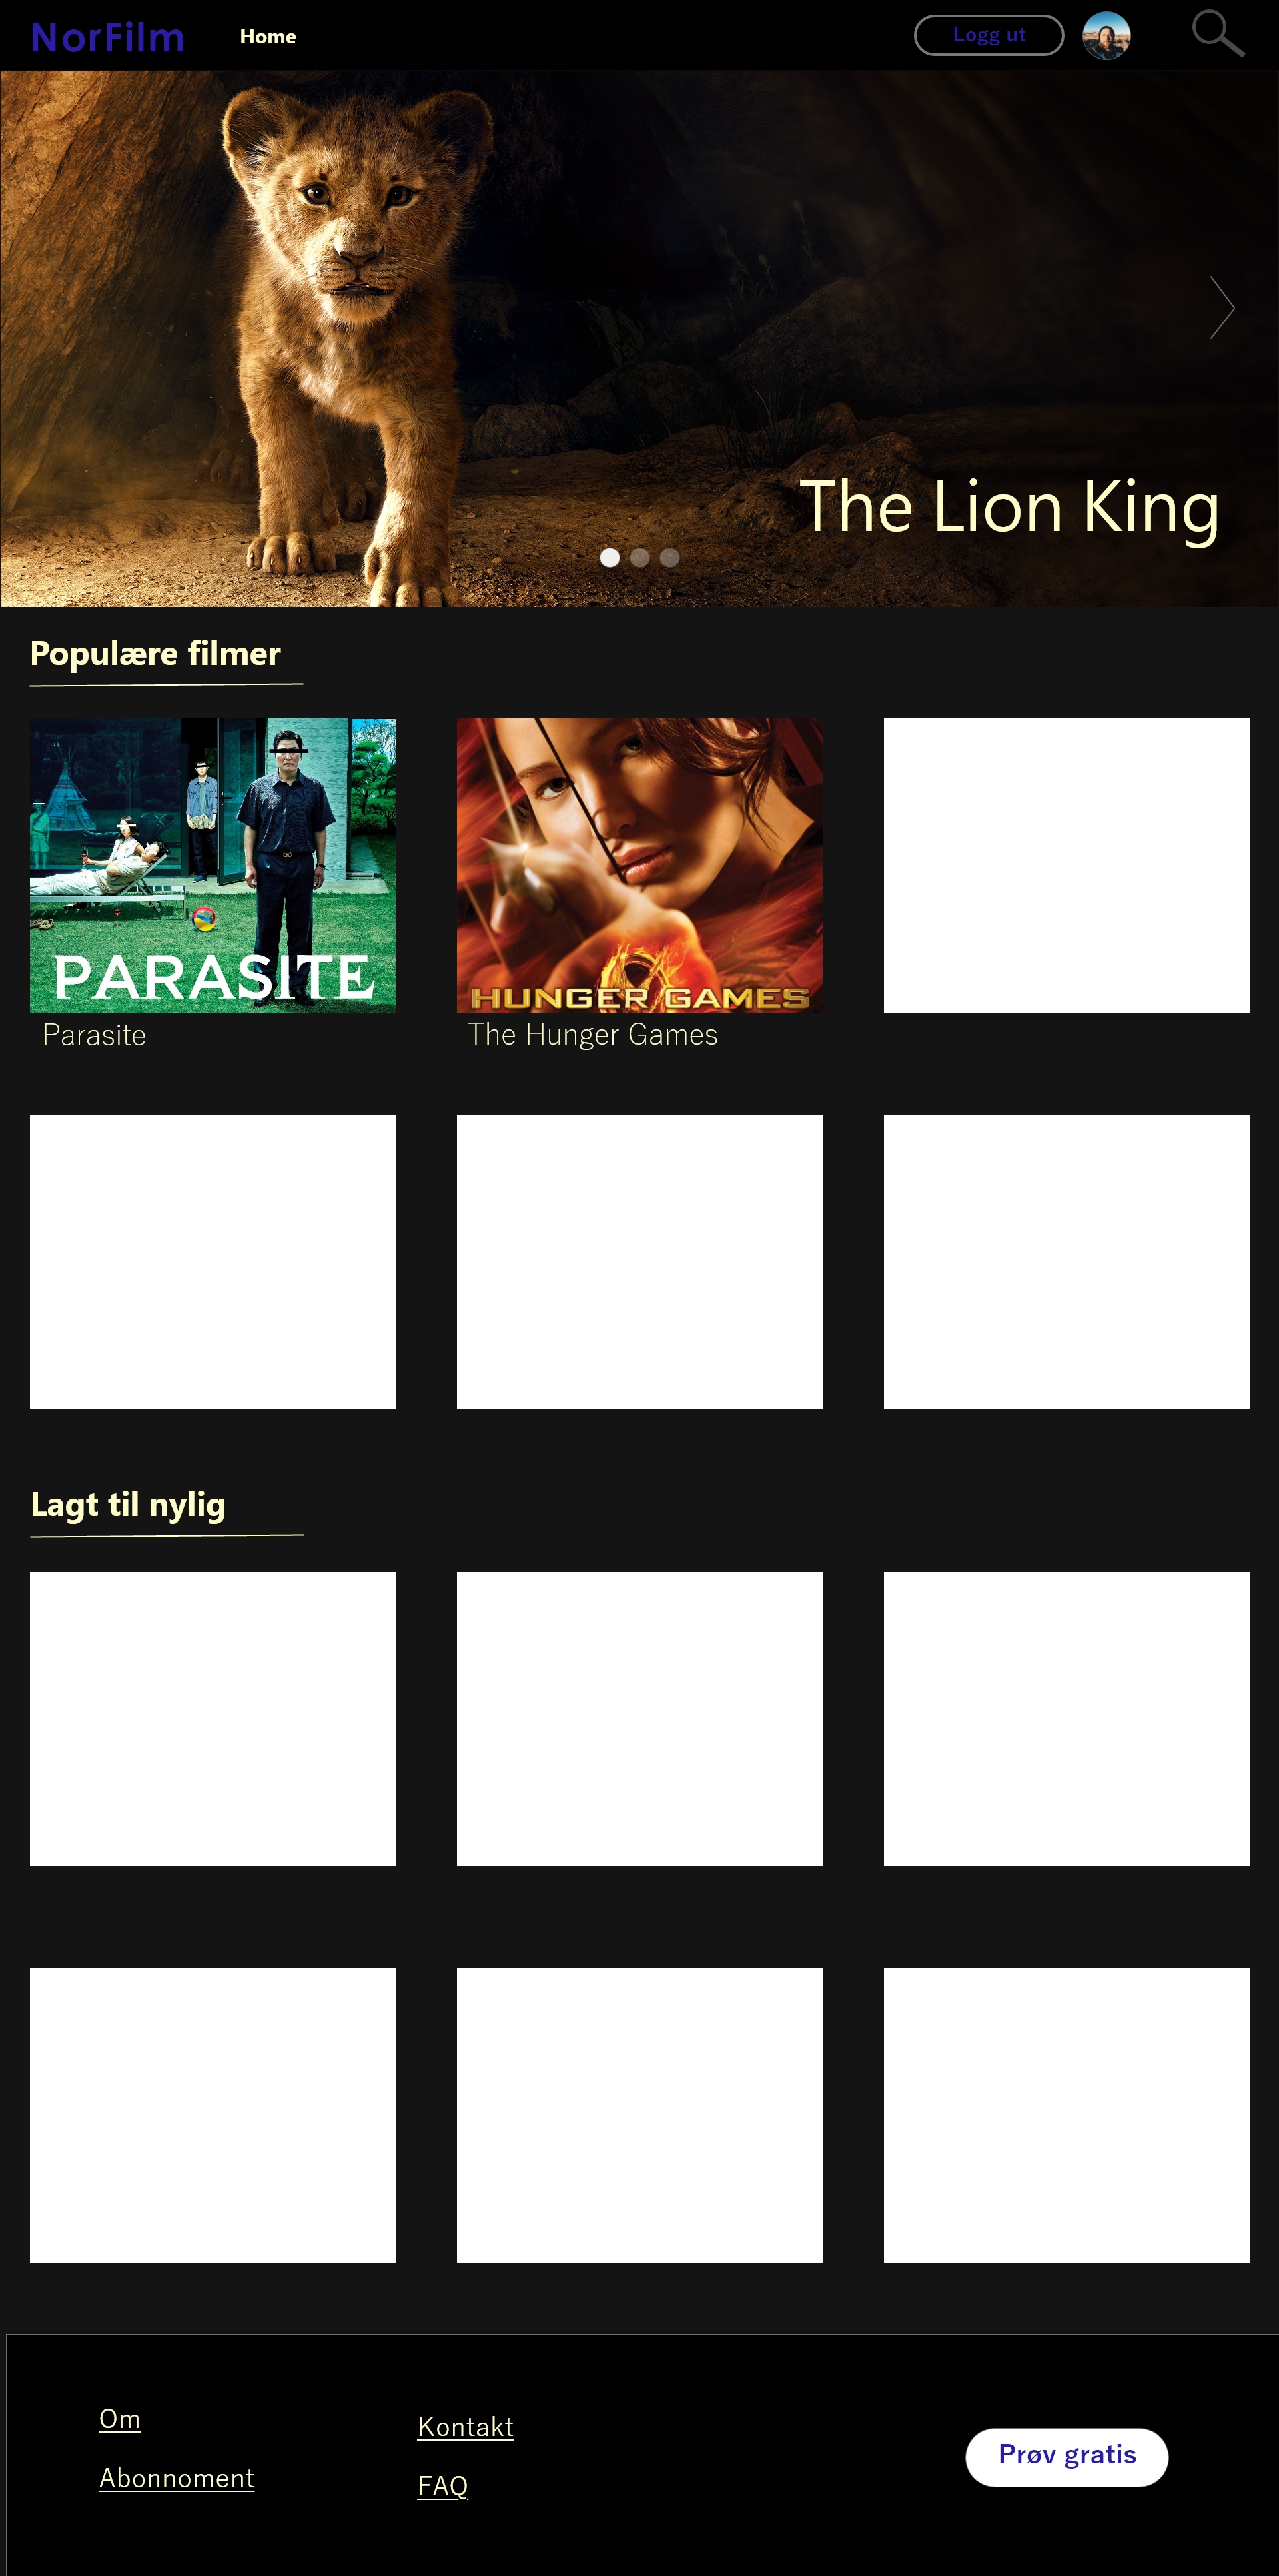 NorFilm
Home
Logg ut
The Lion King
Populære filmer
PARASITE
HUNGER GAMES
Parasite
The Hunger Games
Lagt til nylig
Om
Kontakt
Abonnoment
FAQ
Prøv gratis